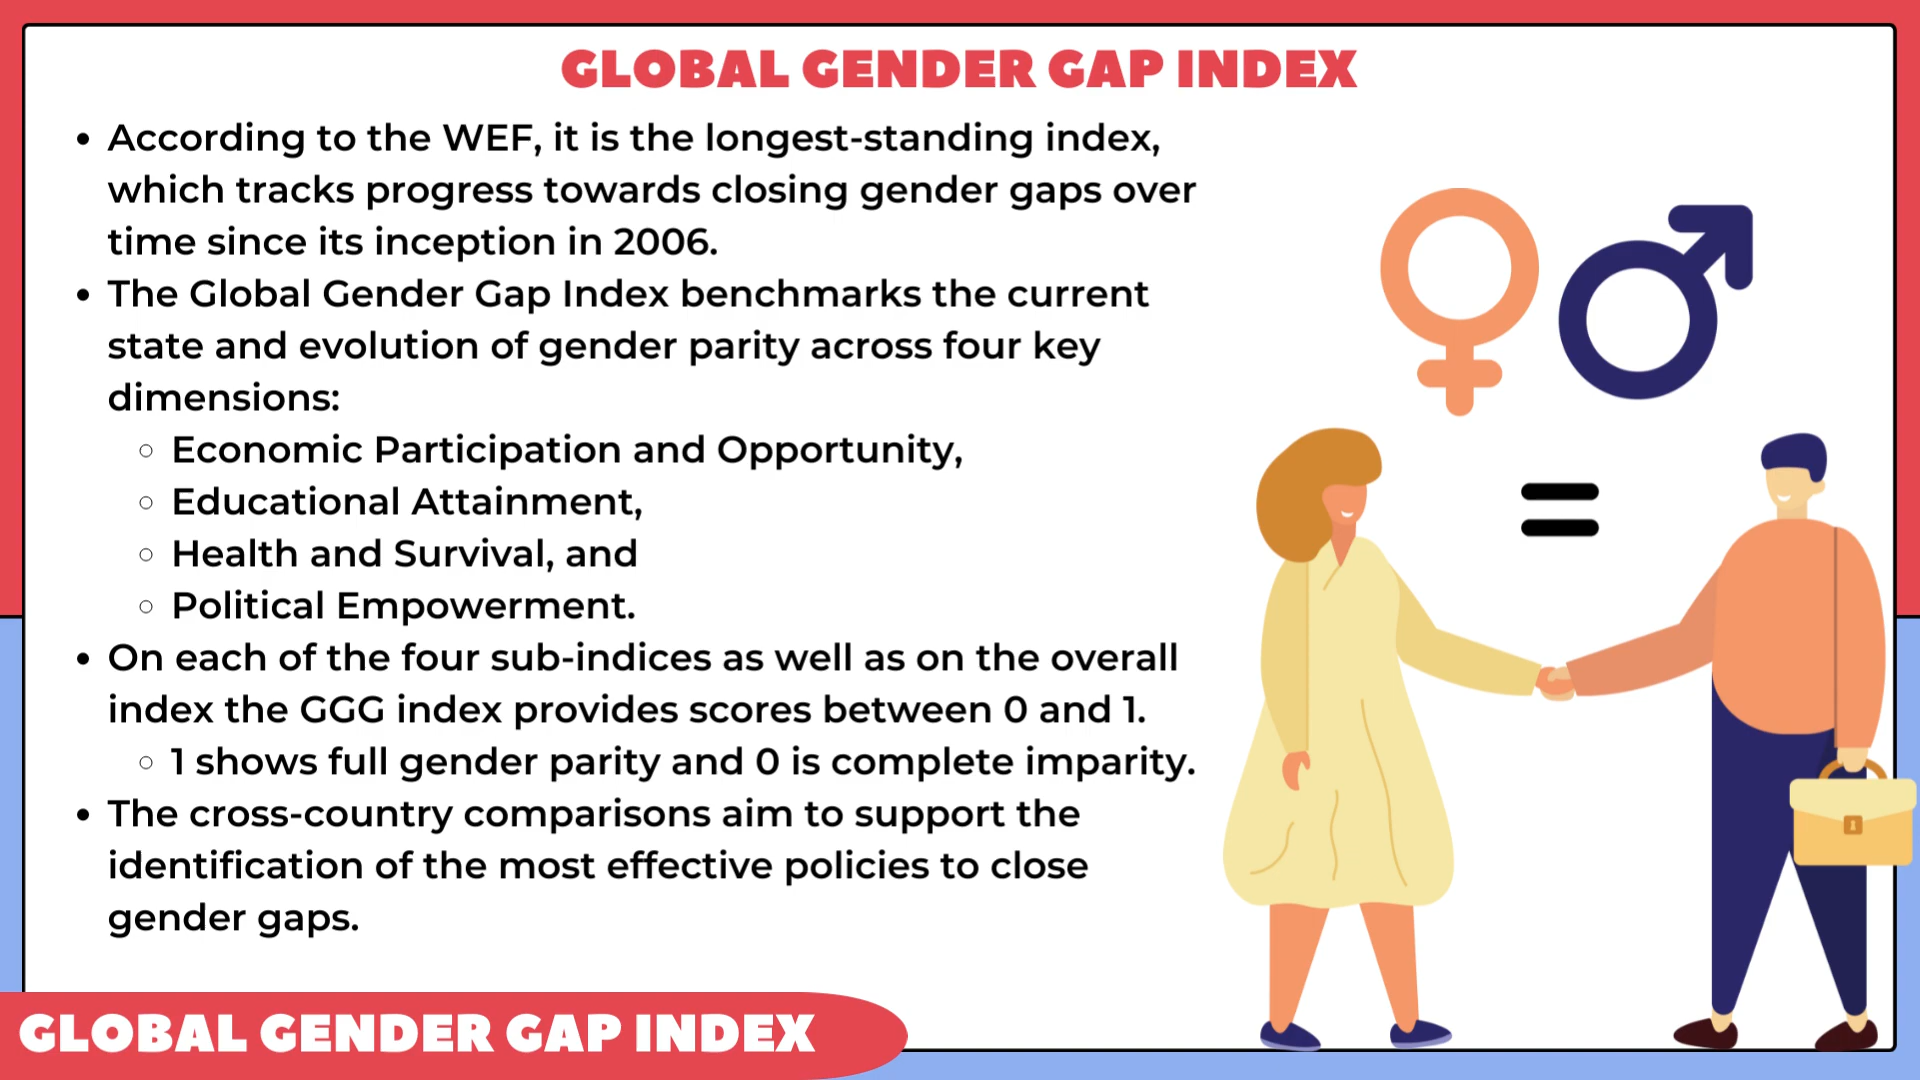 GLOBAL GENDER GAP INDEX
• According to the WEF, it is the longest-standing index,
which tracks progress towards closing gender gaps over
time since its inception in 2006.
• The Global Gender Gap Index benchmarks the current
state and evolution of gender parity across four key
dimensions:
◦ Economic Participation and Opportunity,
◦ Educational Attainment,
◦ Health and Survival, and
◦ Political Empowerment.
• On each of the four sub-indices as well as on the overall
index the GGG index provides scores between 0 and 1.
◦ 1 shows full gender parity and 0 is complete imparity.
• The cross-country comparisons aim to support the
identification of the most effective policies to close
gender gaps.
GLOBAL GENDER GAP INDEX